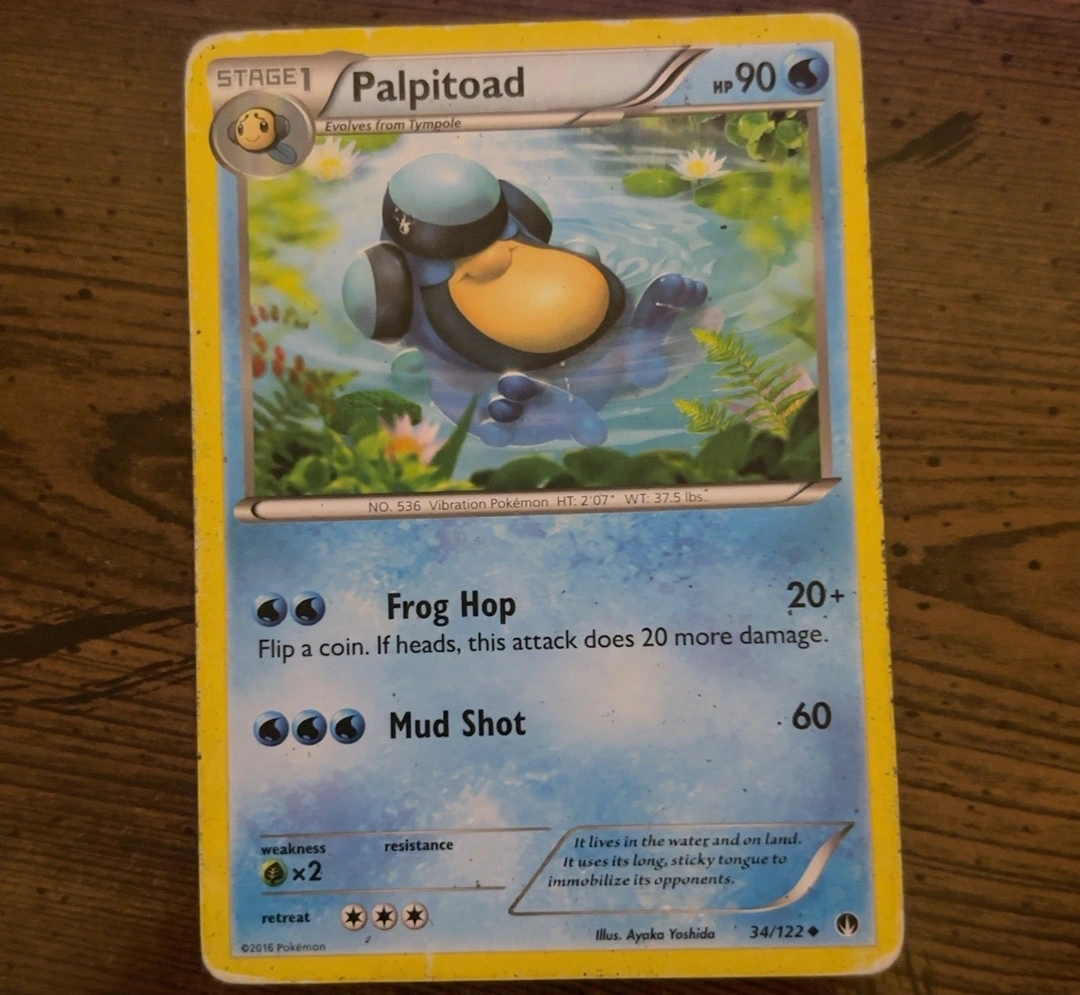 STAGE1 Palpitoad HP 90
Evolves from Tympole
NO. 536 Vibration Pokémon HT: 2'07" WT: 37.5 lbs.
Frog Hop 20+
Flip a coin. If heads, this attack does 20 more damage.
Mud Shot 60
weakness resistance
×2
It lives in the water and on land.
It uses its long, sticky tongue to
immobilize its opponents.
retreat
Illus. Ayaka Yoshida 34/122
©2016 Pokémon